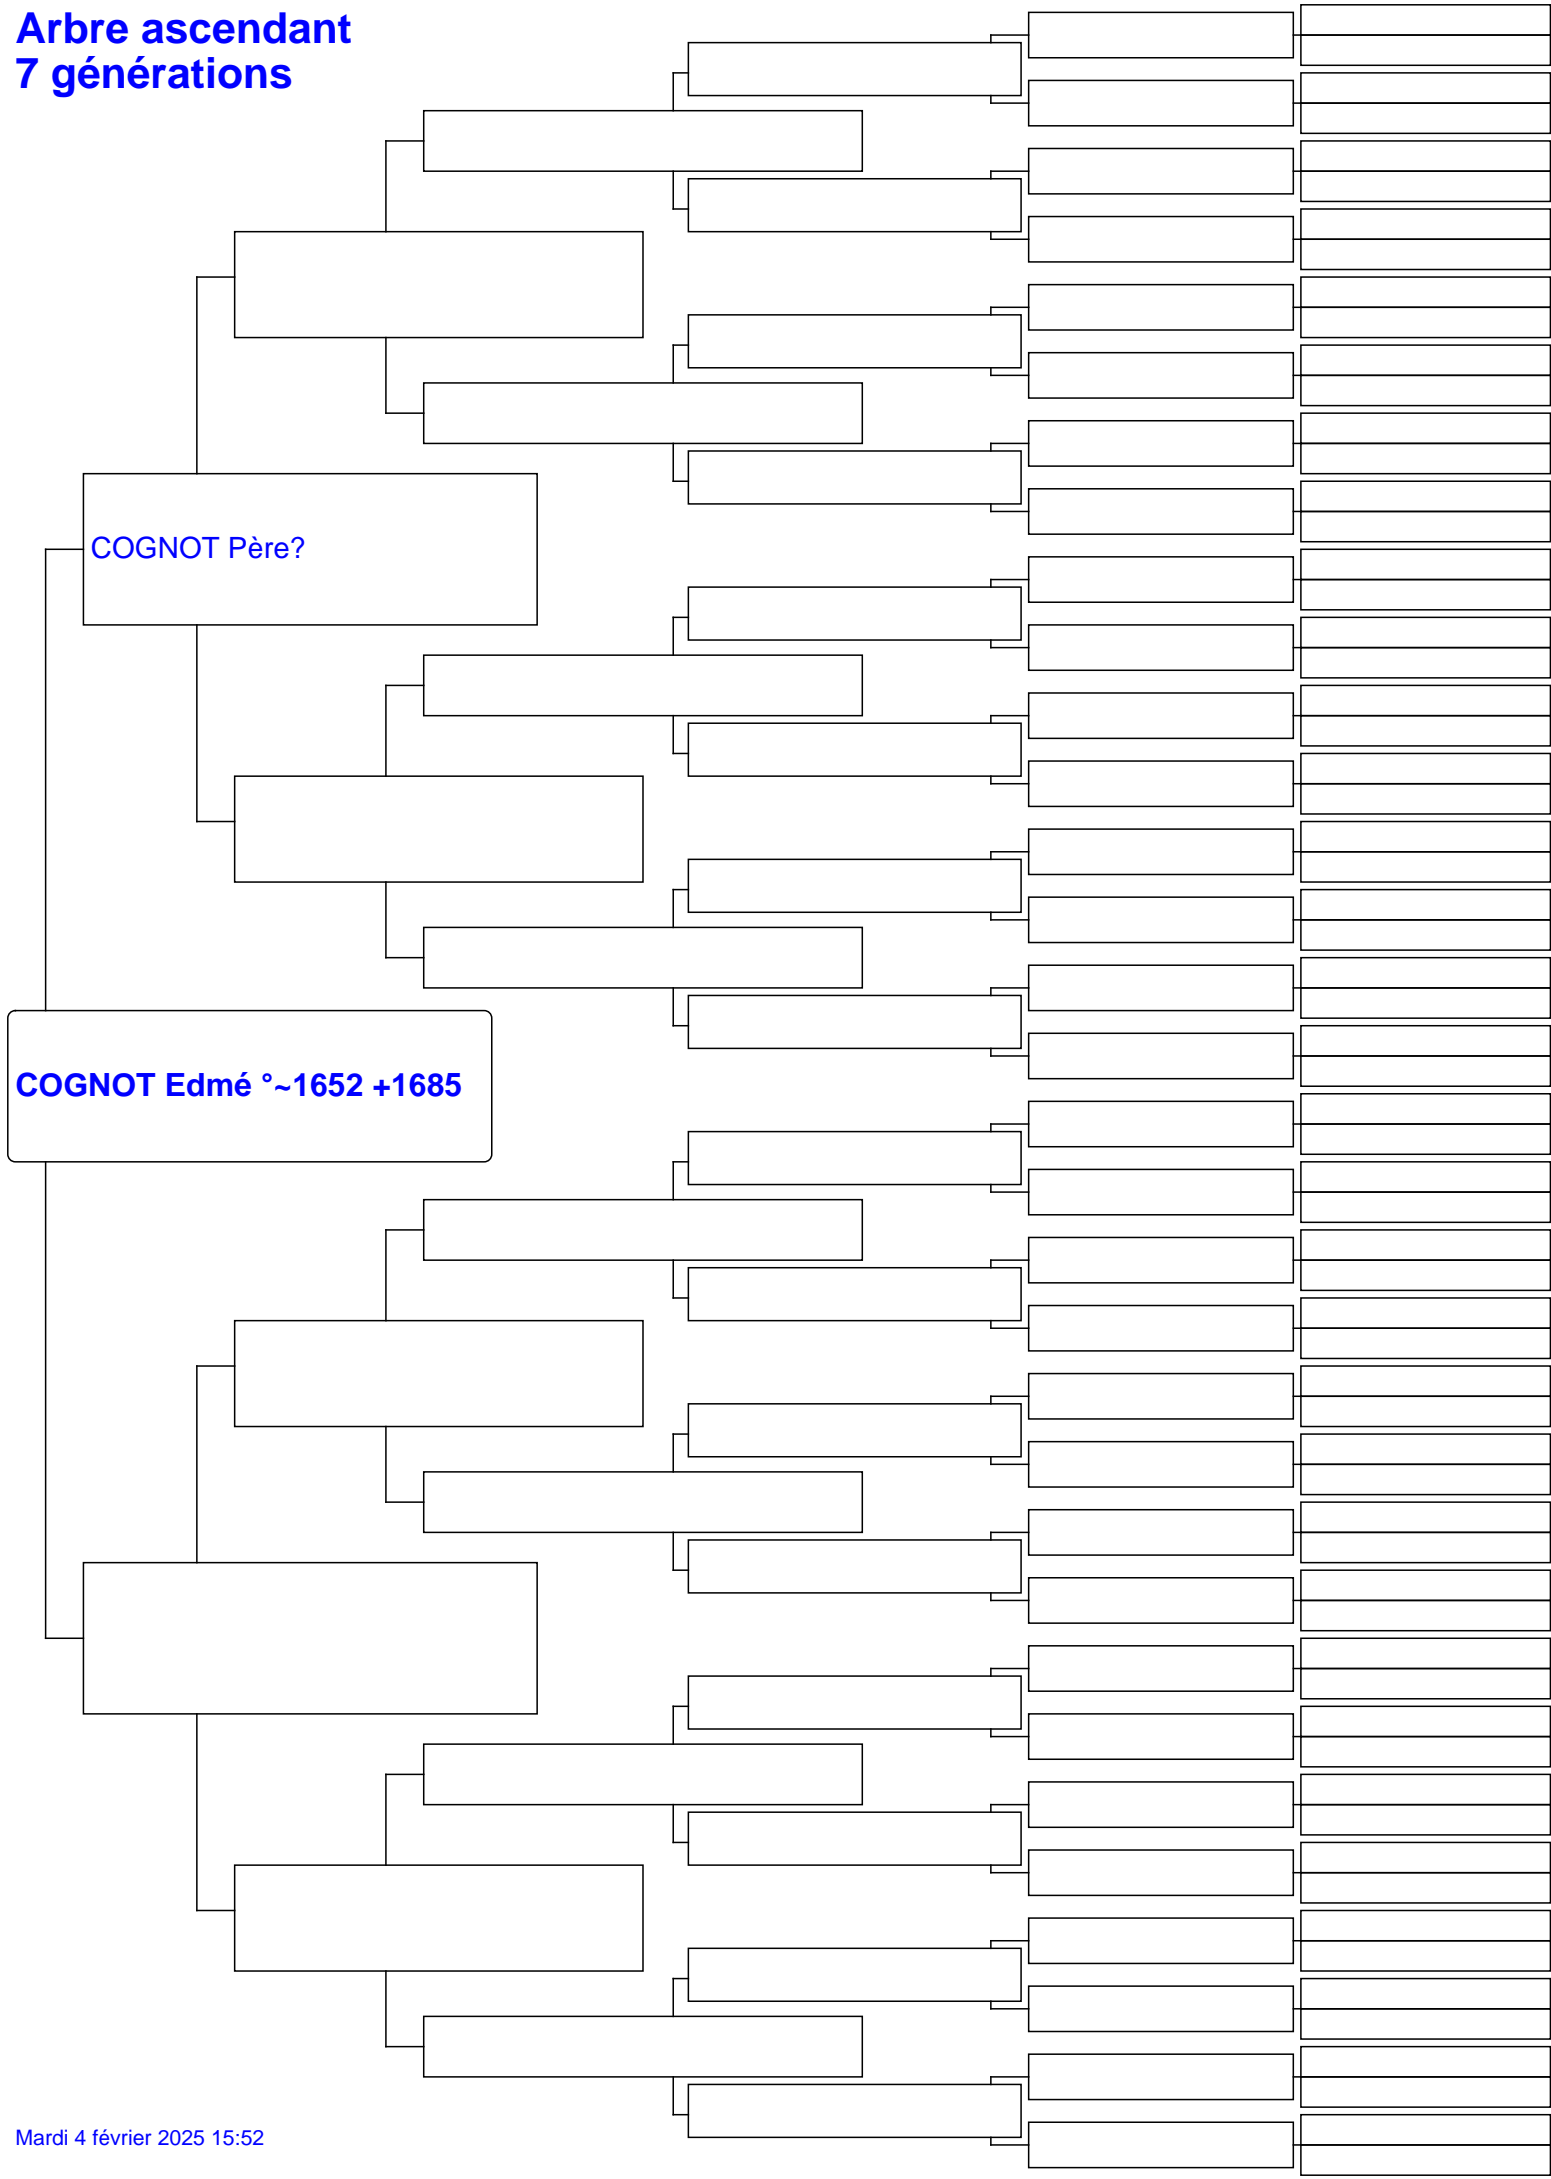 Arbre ascendant
7 générations
COGNOT Père?
COGNOT Edmé °~1652 +1685
Mardi 4 février 2025 15:52